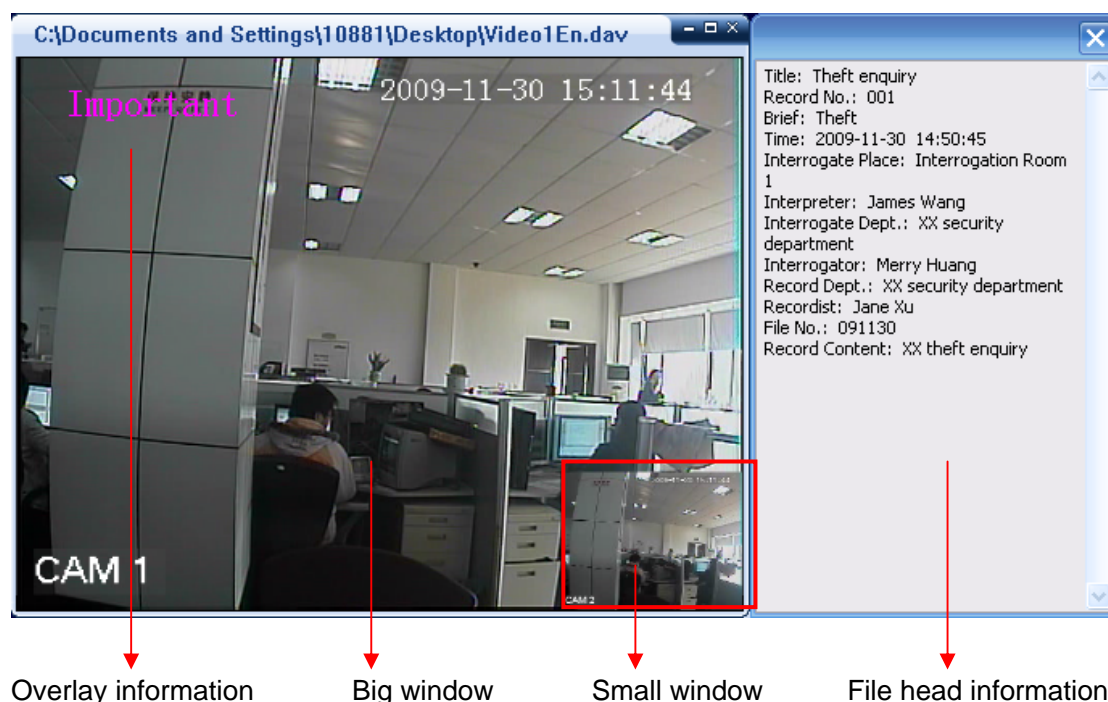 C:\Documents and Settings\10881\Desktop\Video1En.dav
Important
2009-11-30 15:11:44
CAM 1
CAM 2
Title: Theft enquiry
Record No.: 001
Brief: Theft
Time: 2009-11-30 14:50:45
Interrogate Place: Interrogation Room
1
Interpreter: James Wang
Interrogate Dept.: XX security
department
Interrogator: Merry Huang
Record Dept.: XX security department
Recordist: Jane Xu
File No.: 091130
Record Content: XX theft enquiry
Overlay information
Big window
Small window
File head information